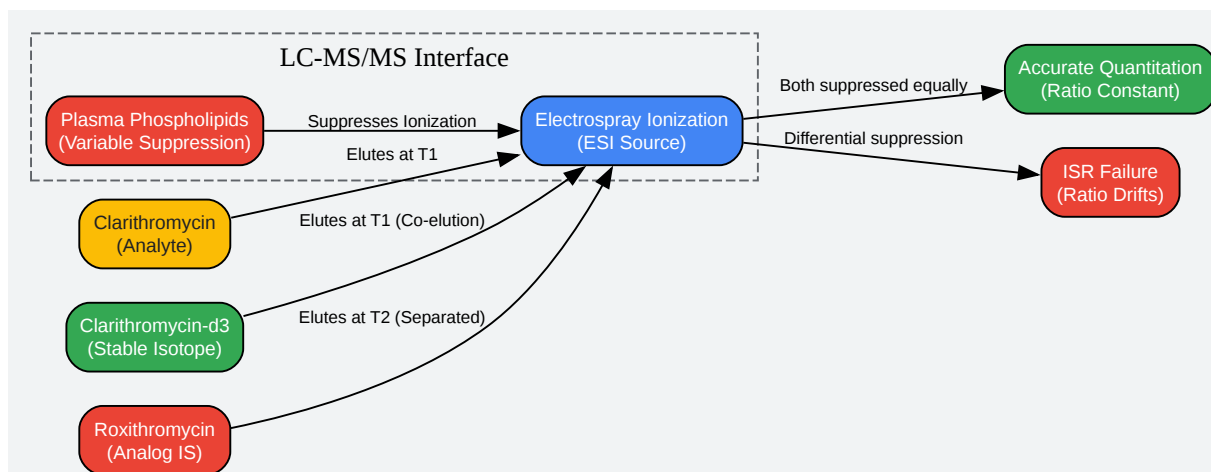 LC-MS/MS Interface
Plasma Phospholipids
(Variable Suppression)
Suppresses Ionization
Electrospray Ionization
(ESI Source)
Both suppressed equally
Accurate Quantitation
(Ratio Constant)
Differential suppression
ISR Failure
(Ratio Drifts)
Elutes at T1
Clarithromycin
(Analyte)
Elutes at T1 (Co-elution)
Clarithromycin-d3
(Stable Isotope)
Elutes at T2 (Separated)
Roxithromycin
(Analog IS)